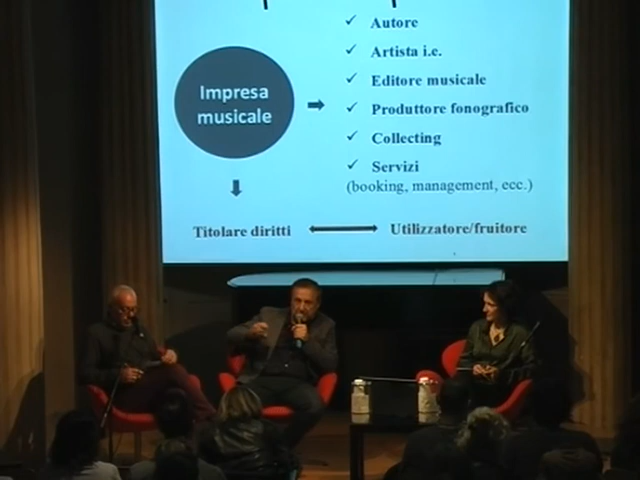 Autore
Artista i.e.
Impresa
musicale
Editore musicale
Produttore fonografico
Collecting
Servizi
(booking, management, ecc.)
Titolare diritti
Utilizzatore/fruitore